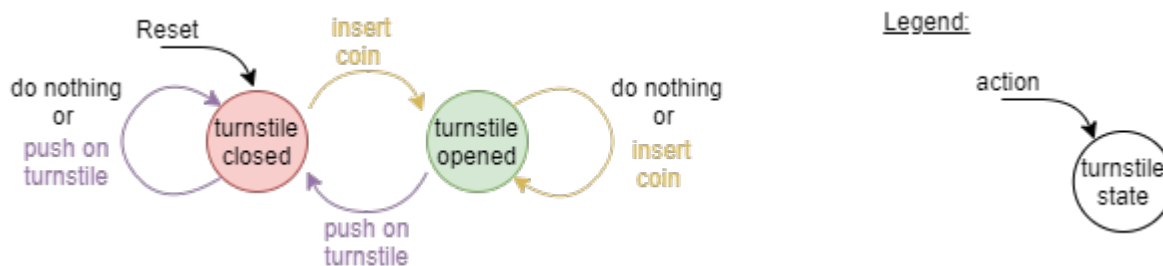 Reset
insert
coin
do nothing
or
push on
turnstile
turnstile
closed
turnstile
opened
do nothing
or
insert
coin
push on
turnstile
Legend:
action
turnstile
state